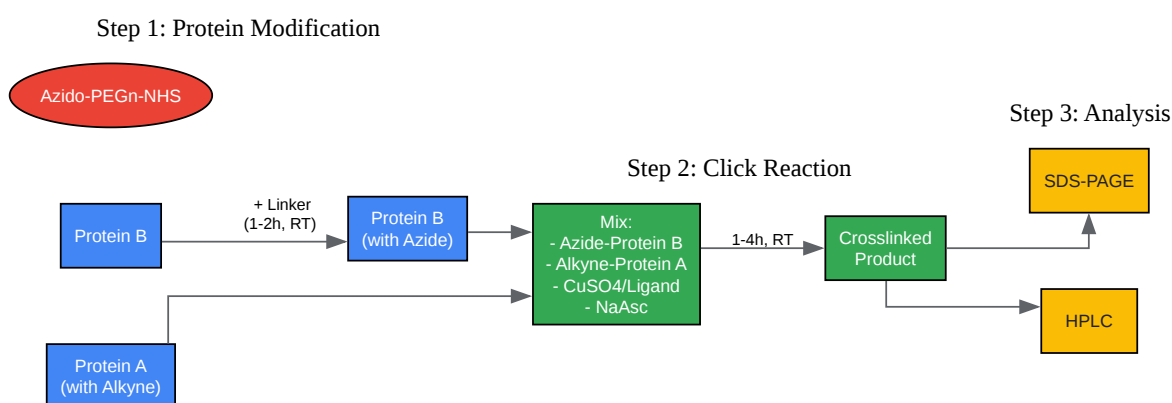 Step 1: Protein Modification
Azido-PEGn-NHS
Step 3: Analysis
Step 2: Click Reaction
SDS-PAGE
Protein B
+ Linker
(1-2h, RT)
Protein B
(with Azide)
Mix:
- Azide-Protein B
- Alkyne-Protein A
- CuSO4/Ligand
- NaAsc
1-4h, RT
Crosslinked
Product
HPLC
Protein A
(with Alkyne)